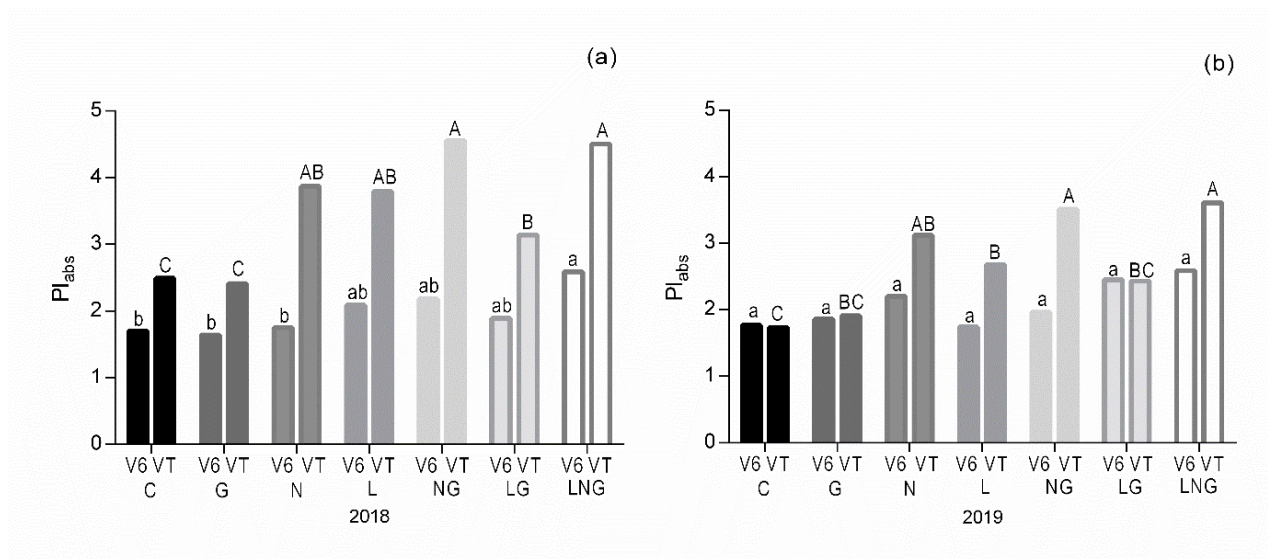 (a)
5
4
3
2
1
0
PIabs
b C
b C
b AB
ab AB
ab A
ab B
a A
V6 VT V6 VT V6 VT V6 VT V6 VT V6 VT V6 VT
C G N L NG LG LNG
2018
(b)
5
4
3
2
1
0
PIabs
a C
a BC
a AB
a B
a A
a BC
a A
V6 VT V6 VT V6 VT V6 VT V6 VT V6 VT V6 VT
C G N L NG LG LNG
2019